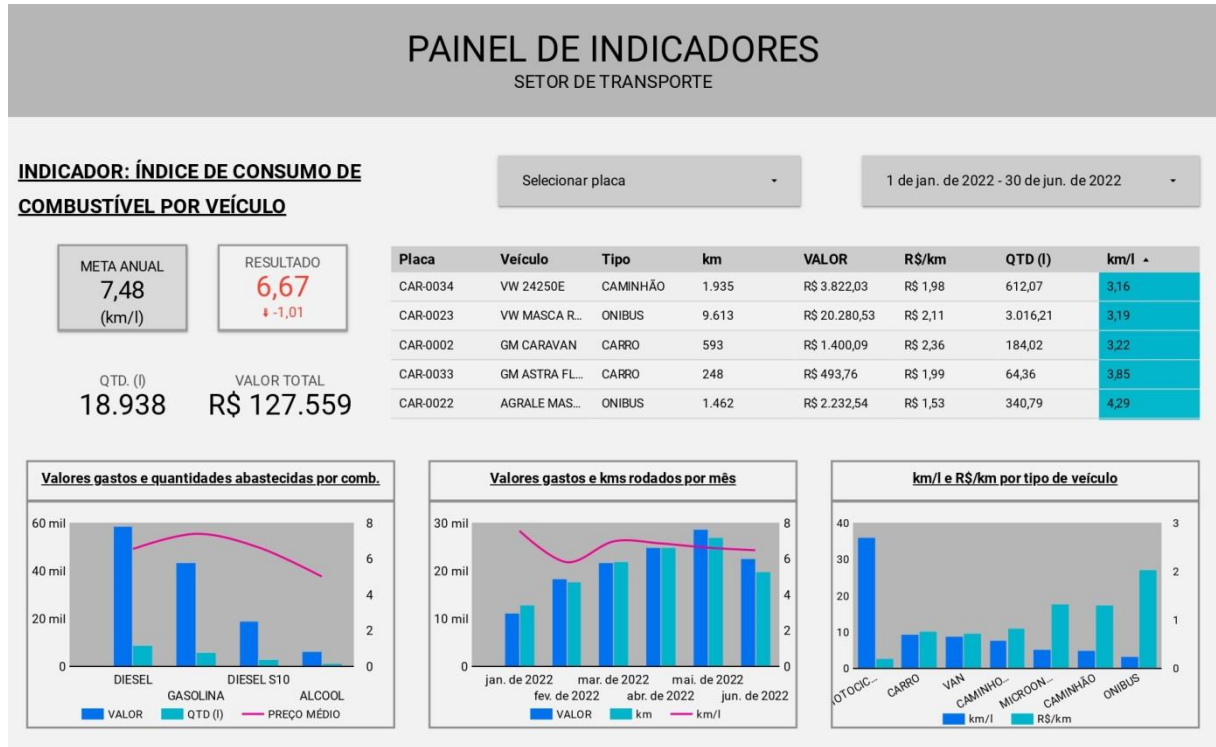 PAINEL DE INDICADORES
SETOR DE TRANSPORTE
INDICADOR: ÍNDICE DE CONSUMO DE
COMBUSTÍVEL POR VEÍCULO
Selecionar placa
1 de jan. de 2022 - 30 de jun. de 2022
META ANUAL
7,48
(km/l)
RESULTADO
6,67
-1,01
QTD. (l)
18.938
VALOR TOTAL
R$ 127.559
Placa Veículo Tipo km VALOR R$/km QTD (l) km/l
CAR-0034 VW 24250E CAMINHÃO 1.935 R$ 3.822,03 R$ 1,98 612,07 3,16
CAR-0023 VW MASCA R... ONIBUS 9.613 R$ 20.280,53 R$ 2,11 3.016,21 3,19
CAR-0002 GM CARAVAN CARRO 593 R$ 1.400,09 R$ 2,36 184,02 3,22
CAR-0033 GM ASTRA FL... CARRO 248 R$ 493,76 R$ 1,99 64,36 3,85
CAR-0022 AGRALE MAS... ONIBUS 1.462 R$ 2.232,54 R$ 1,53 340,79 4,29
Valores gastos e quantidades abastecidas por comb.
60 mil 8
6
40 mil
4
20 mil
2
0 0
DIESEL DIESEL S10
GASOLINA ALCOOL
VALOR QTD (l) PREÇO MÉDIO
Valores gastos e kms rodados por mês
30 mil 8
6
20 mil
4
10 mil
2
0 0
jan. de 2022 mar. de 2022 mai. de 2022
fev. de 2022 abr. de 2022 jun. de 2022
VALOR km km/l
km/l e R$/km por tipo de veículo
40 3
30
2
20
1
10
0 0
OTOCIC... CARRO VAN CAMINHO... MICROON... CAMINHÃO ONIBUS
km/l R$/km